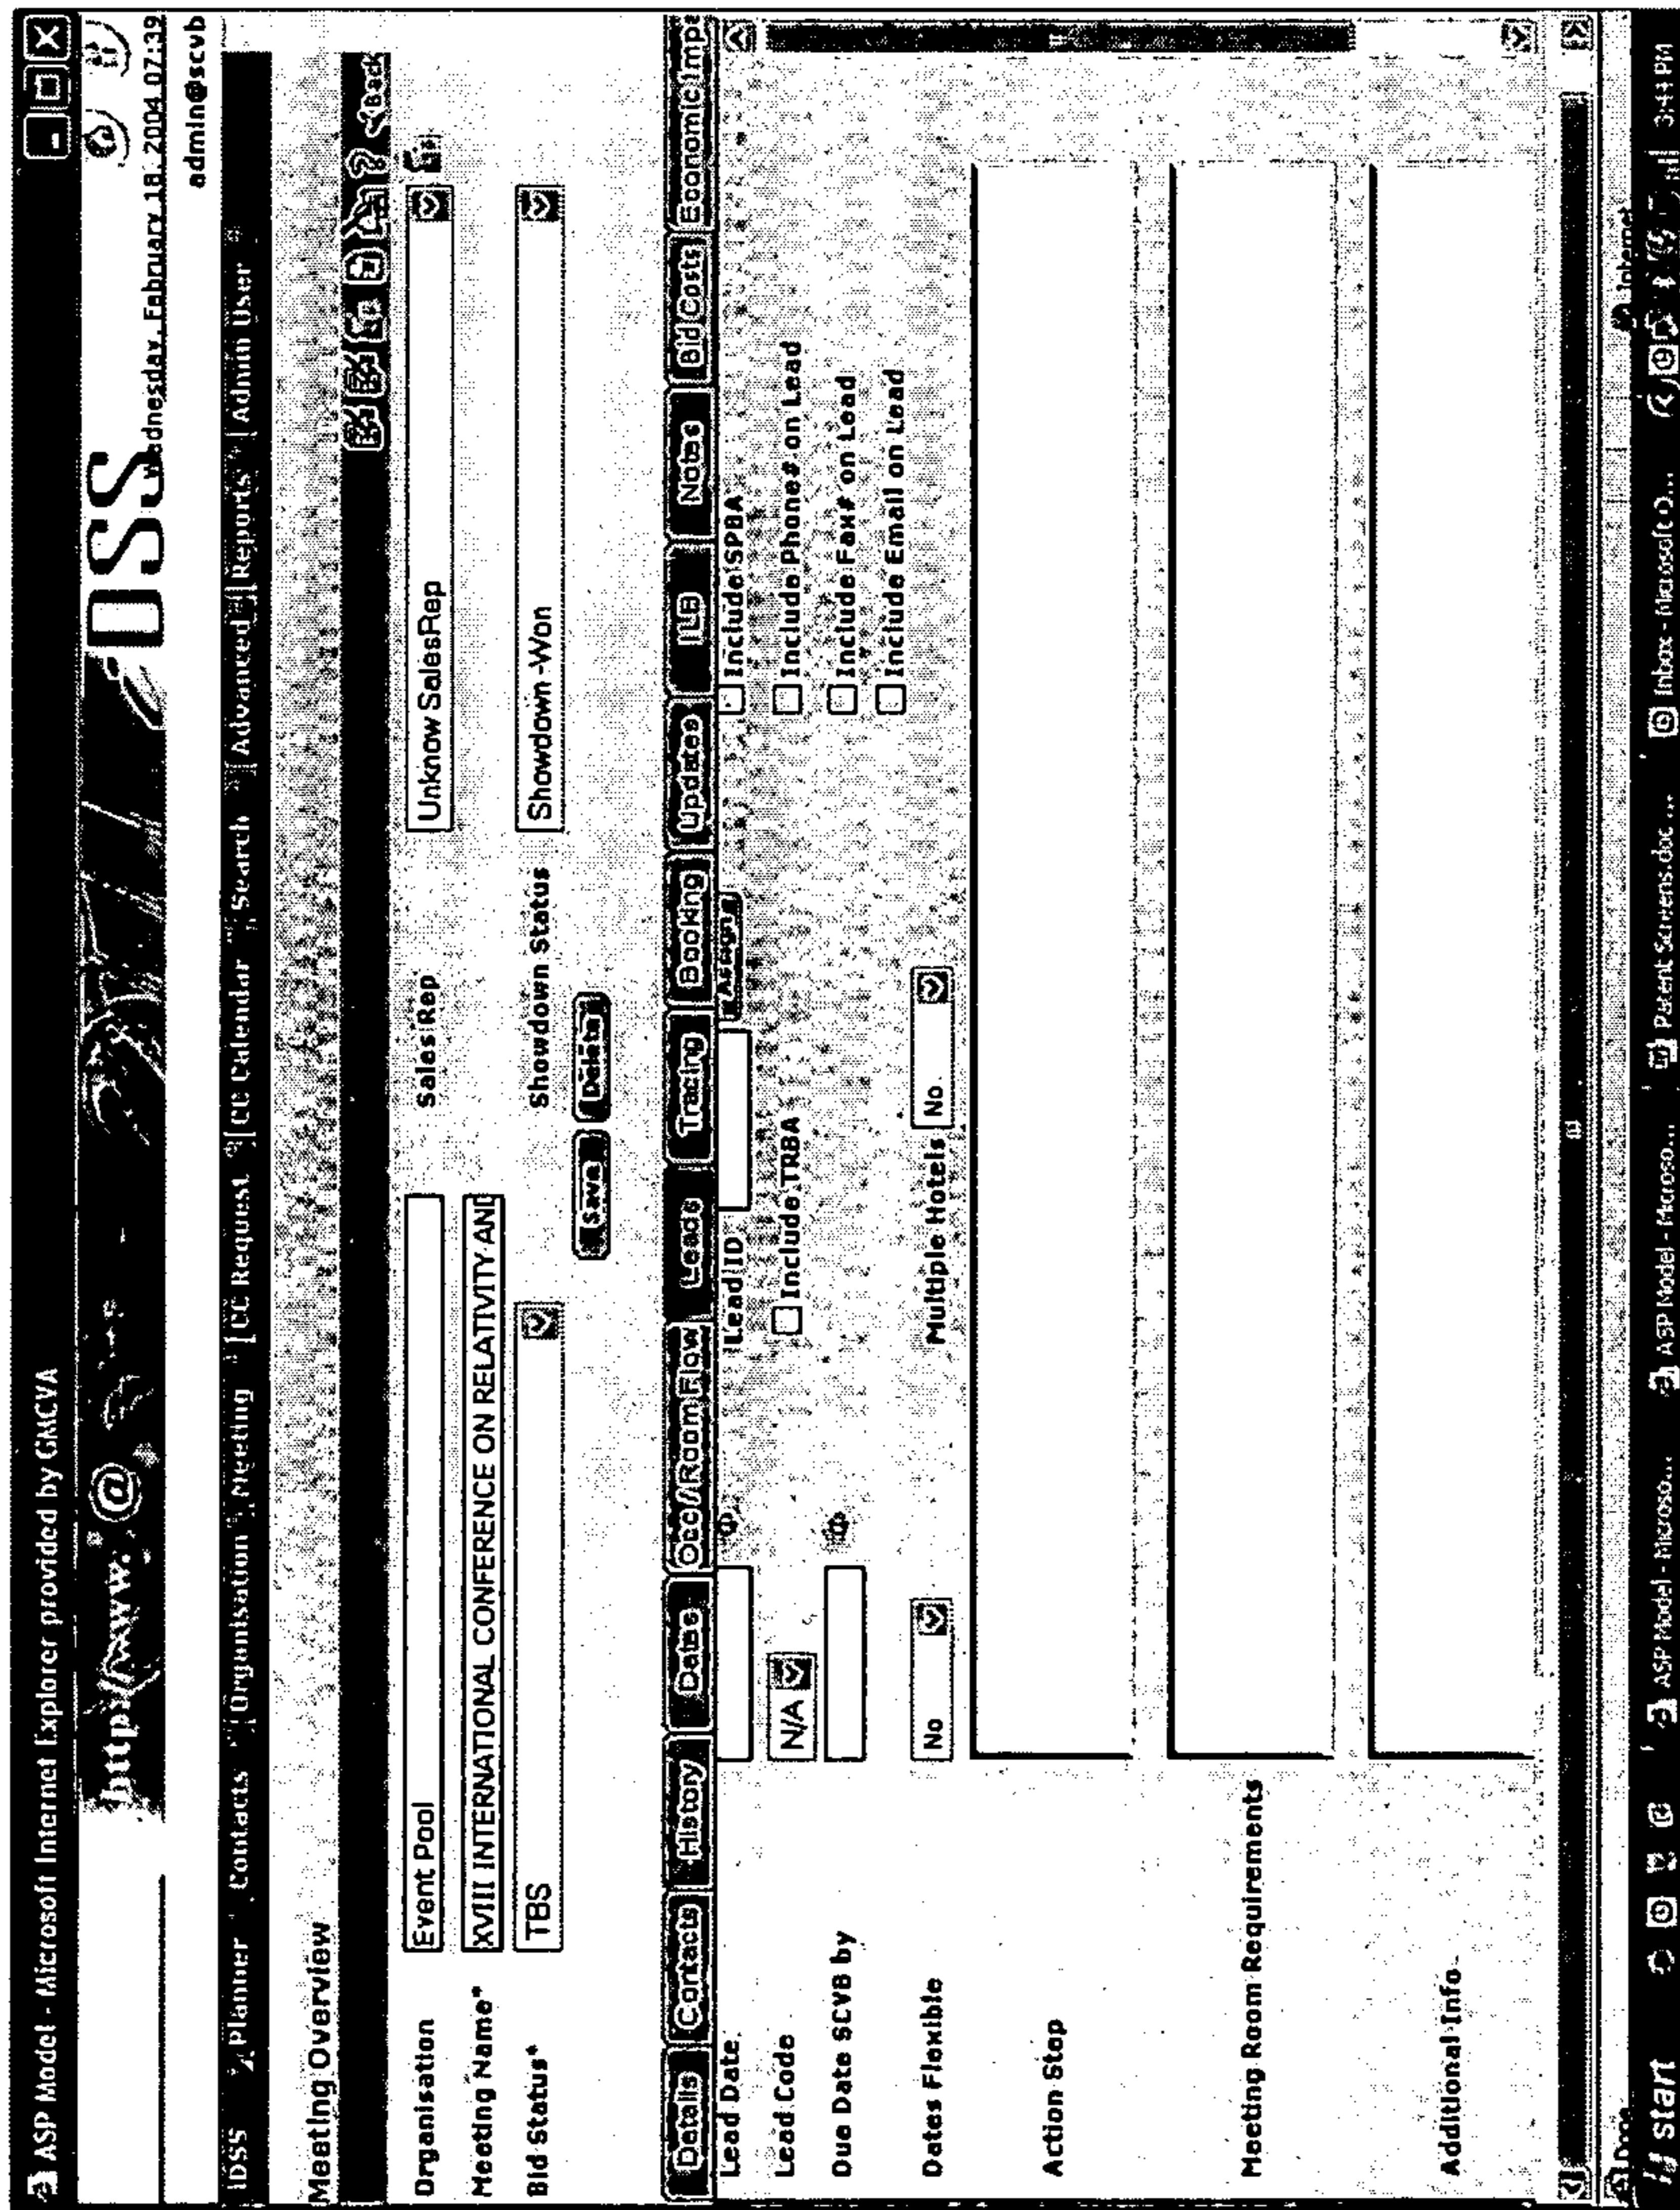 ASP Model - Microsoft Internet Explorer provided by GMCVA
http://www. @
DSS
Wednesday, February 18, 2004 07:39
admin@scvb
IDSS Planner Contacts Organisation Meeting CC Request CC Calendar Search Advanced Reports Admin User
Meeting Overview
? <Back
Organisation Event Pool Sales Rep Unknow SalesRep
Meeting Name* XVIII INTERNATIONAL CONFERENCE ON RELATIVITY AND
Bid Status* TBS Showdown Status Showdown -Won
Save Delete
Details Contacts History Dates Occo/Room Flow Leads Tracing Booking Updates ILB Notes Bid Costs Economic Impa
Lead Date Lead ID Assign Include SPBA
Lead Code N/A Include TRBA Include Phone# on Lead
Due Date SCVB by Include Fax# on Lead
Include Email on Lead
Dates Flexible No Multiple Hotels No
Action Step
Meeting Room Requirements
Additional Info
Done Internet
start ASP Model - Microso... ASP Model - Microso... Patent Screens.doc ... Inbox - Microsoft O... 3:44 PM